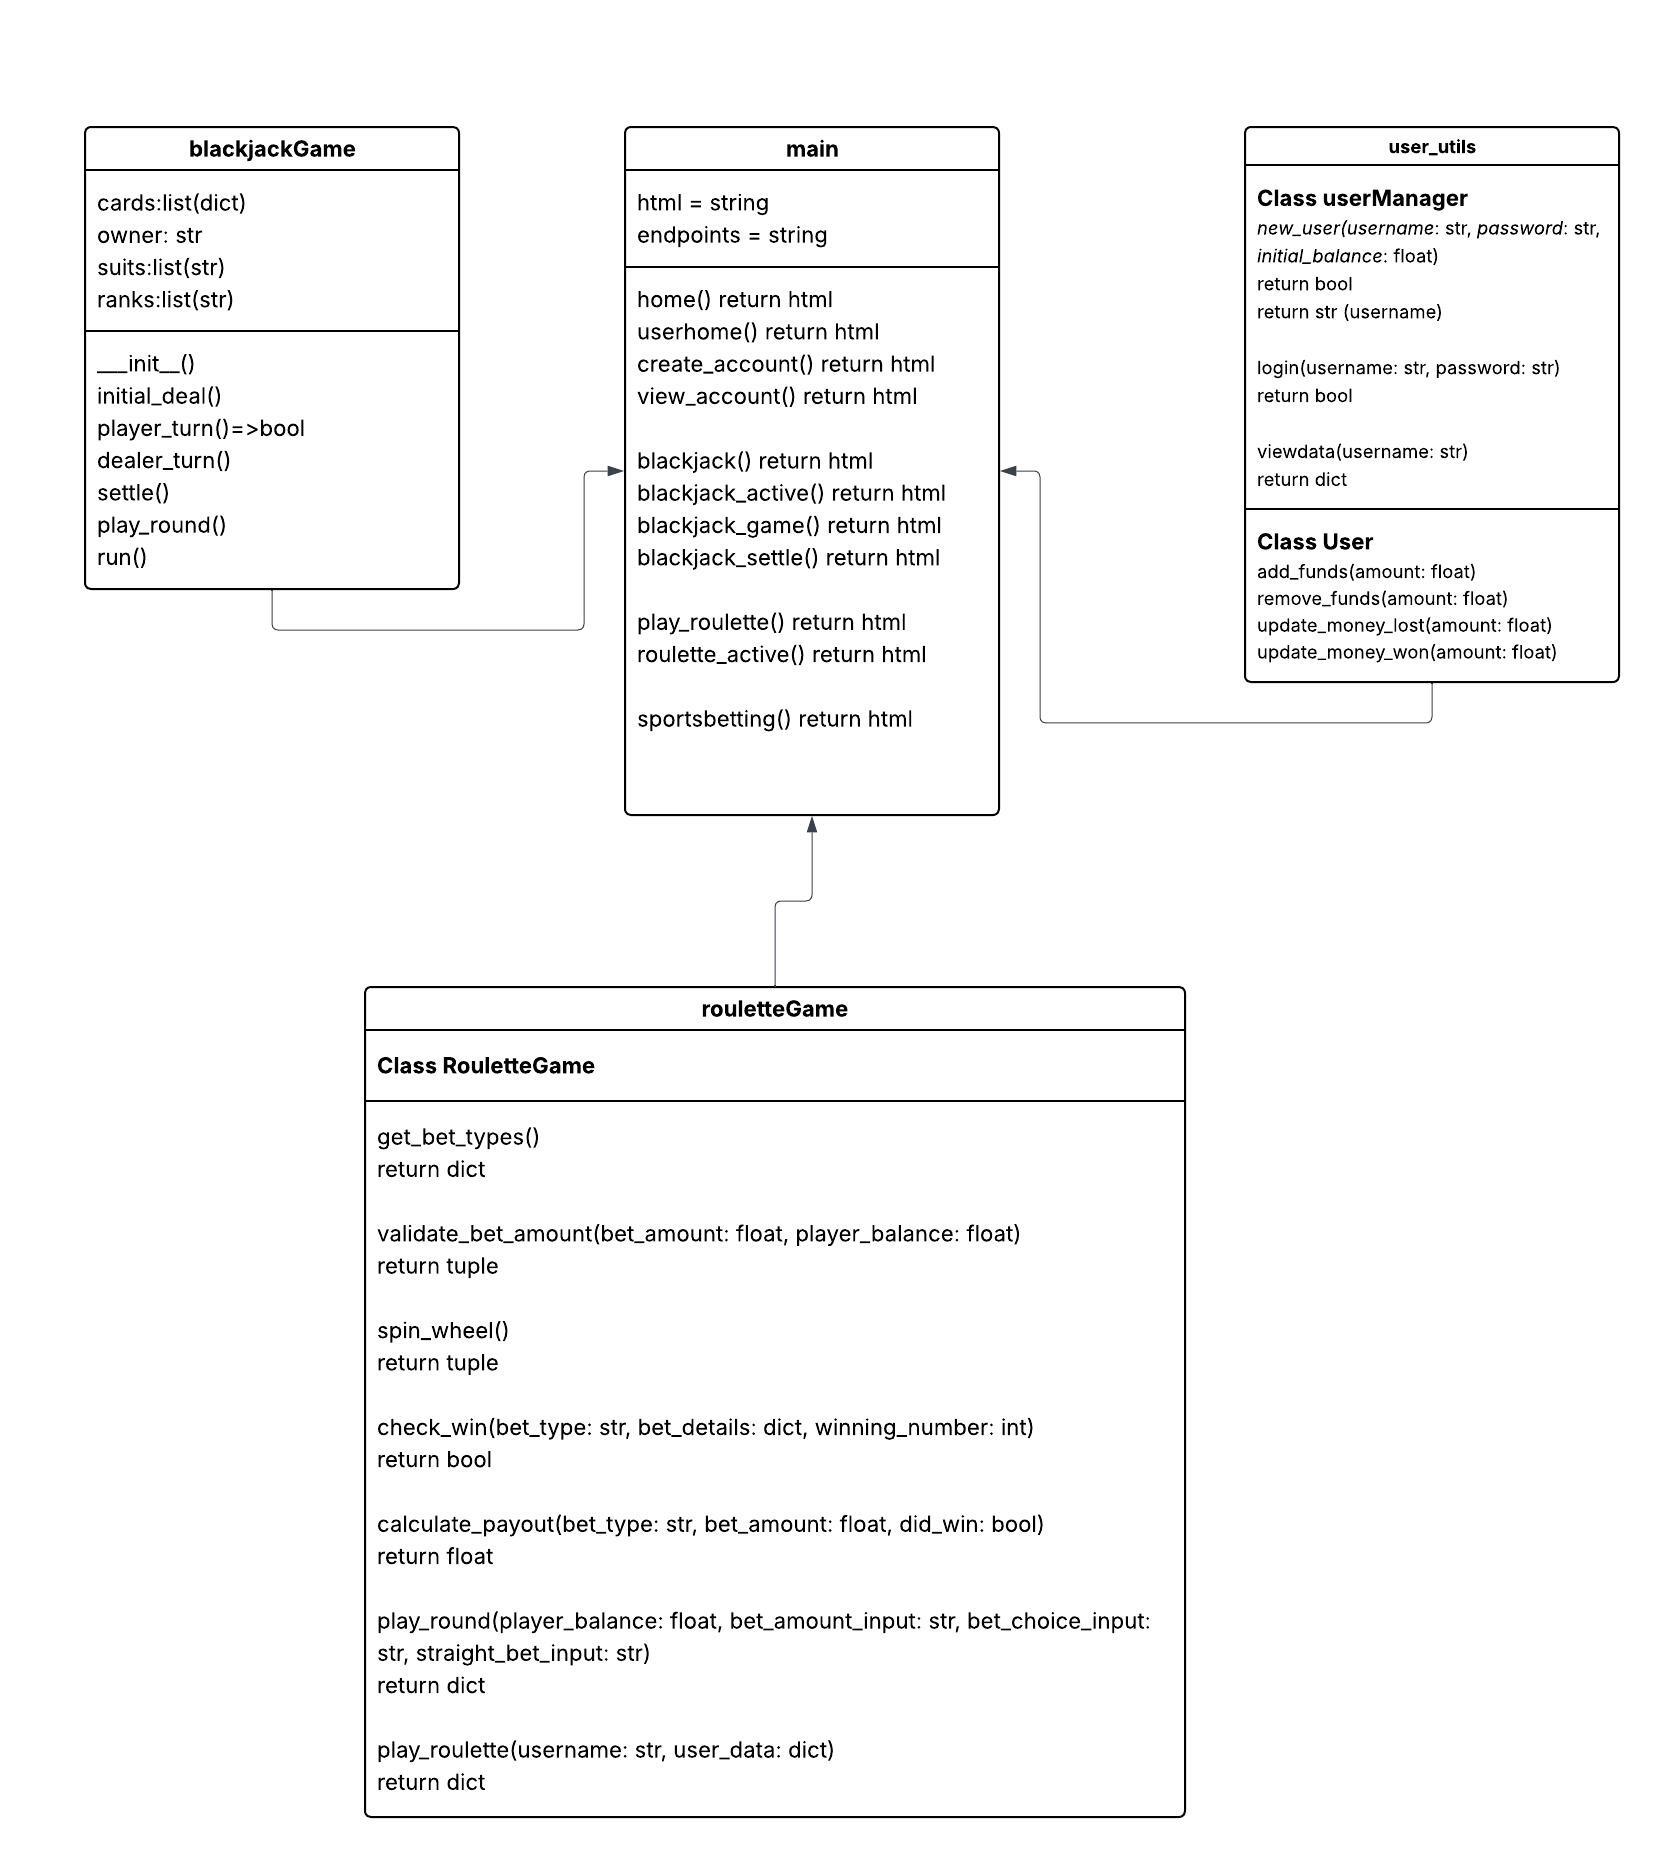 blackjackGame
cards:list(dict)
owner: str
suits:list(str)
ranks:list(str)
___init__()
initial_deal()
player_turn()=>bool
dealer_turn()
settle()
play_round()
run()
main
html = string
endpoints = string
home() return html
userhome() return html
create_account() return html
view_account() return html
blackjack() return html
blackjack_active() return html
blackjack_game() return html
blackjack_settle() return html
play_roulette() return html
roulette_active() return html
sportsbetting() return html
user_utils
Class userManager
new_user(username: str, password: str,
initial_balance: float)
return bool
return str (username)
login(username: str, password: str)
return bool
viewdata(username: str)
return dict
Class User
add_funds(amount: float)
remove_funds(amount: float)
update_money_lost(amount: float)
update_money_won(amount: float)
rouletteGame
Class RouletteGame
get_bet_types()
return dict
validate_bet_amount(bet_amount: float, player_balance: float)
return tuple
spin_wheel()
return tuple
check_win(bet_type: str, bet_details: dict, winning_number: int)
return bool
calculate_payout(bet_type: str, bet_amount: float, did_win: bool)
return float
play_round(player_balance: float, bet_amount_input: str, bet_choice_input:
str, straight_bet_input: str)
return dict
play_roulette(username: str, user_data: dict)
return dict